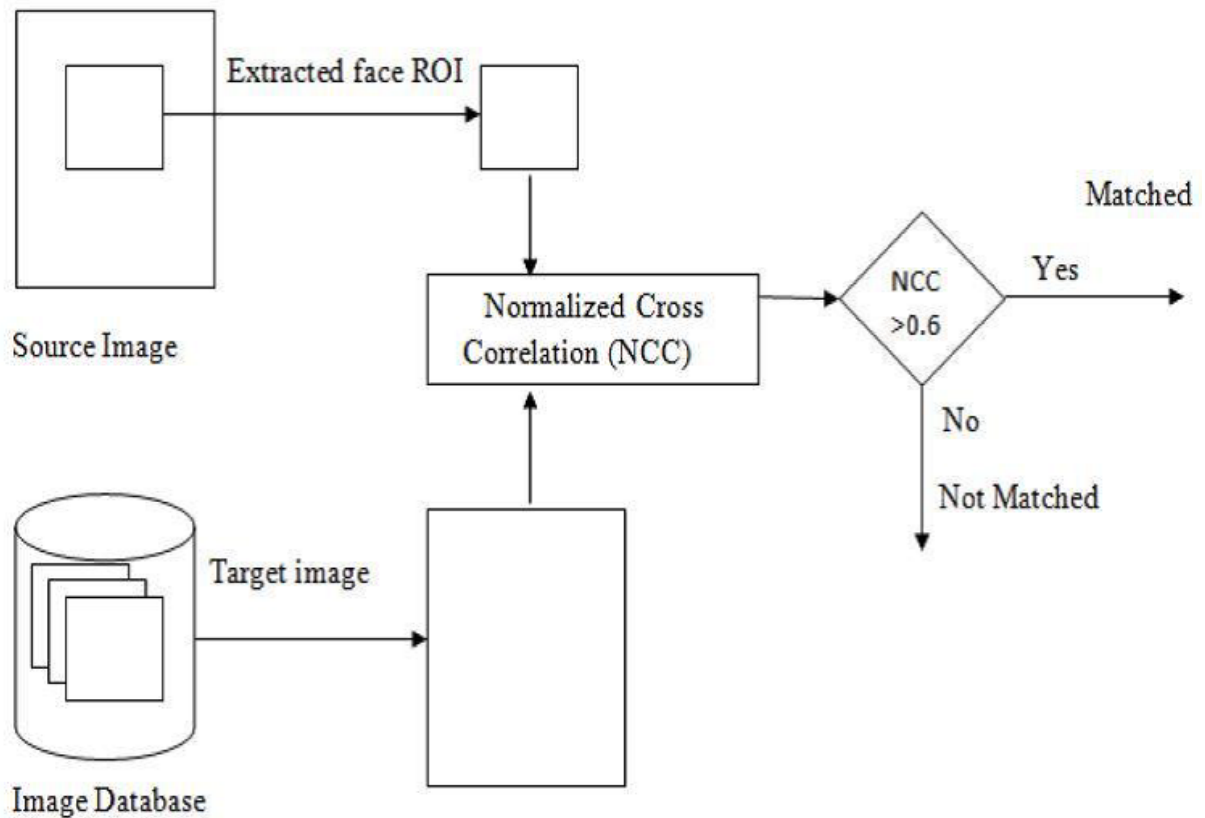 Extracted face ROI
Matched
Yes
NCC
>0.6
Normalized Cross
Correlation (NCC)
Source Image
No
Not Matched
Target image
Image Database